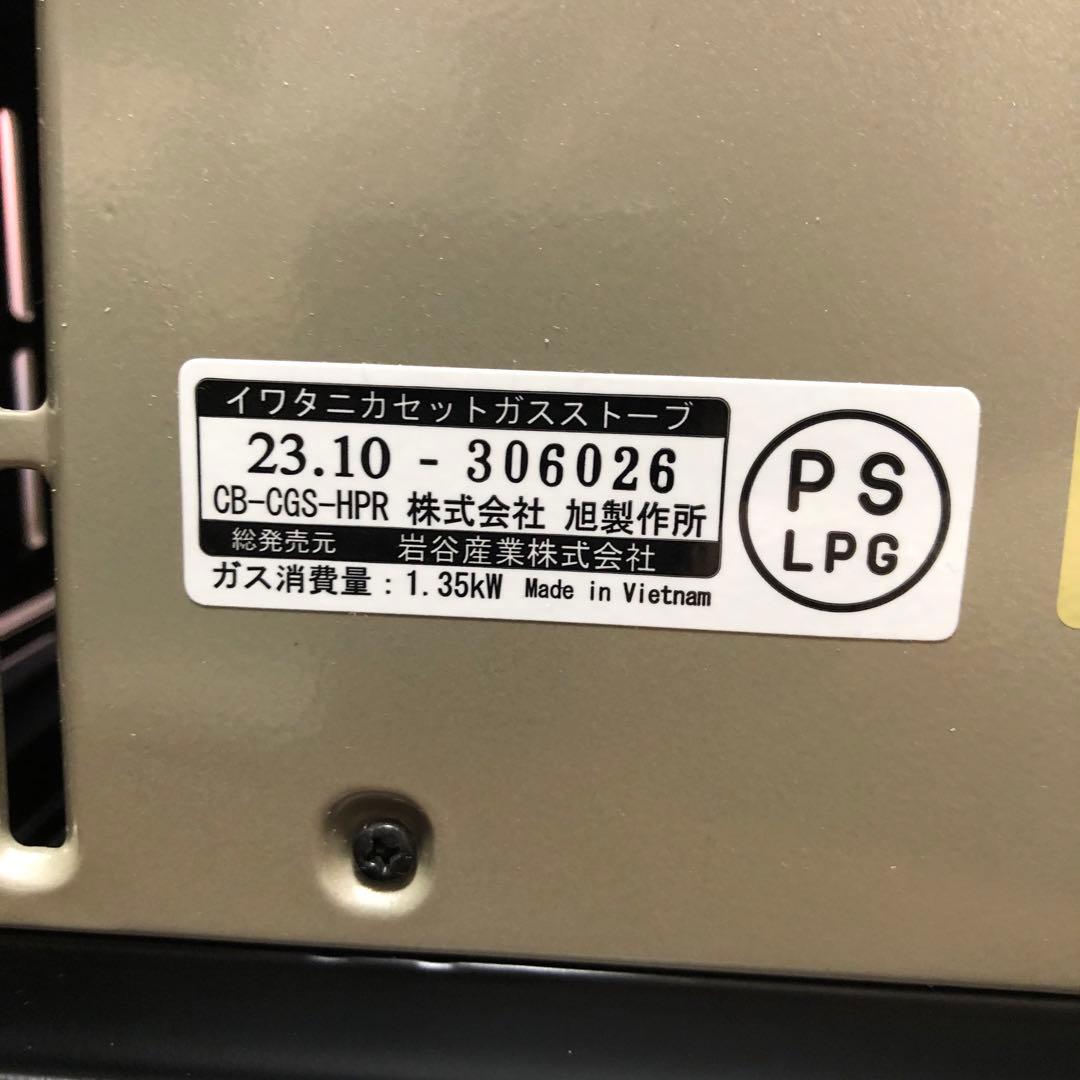 イワタニカセットガスストーブ
23.10 - 306026
CB-CGS-HPR 株式会社 旭製作所
総発売元 岩谷産業株式会社
ガス消費量：1.35kW Made in Vietnam
PS
LPG